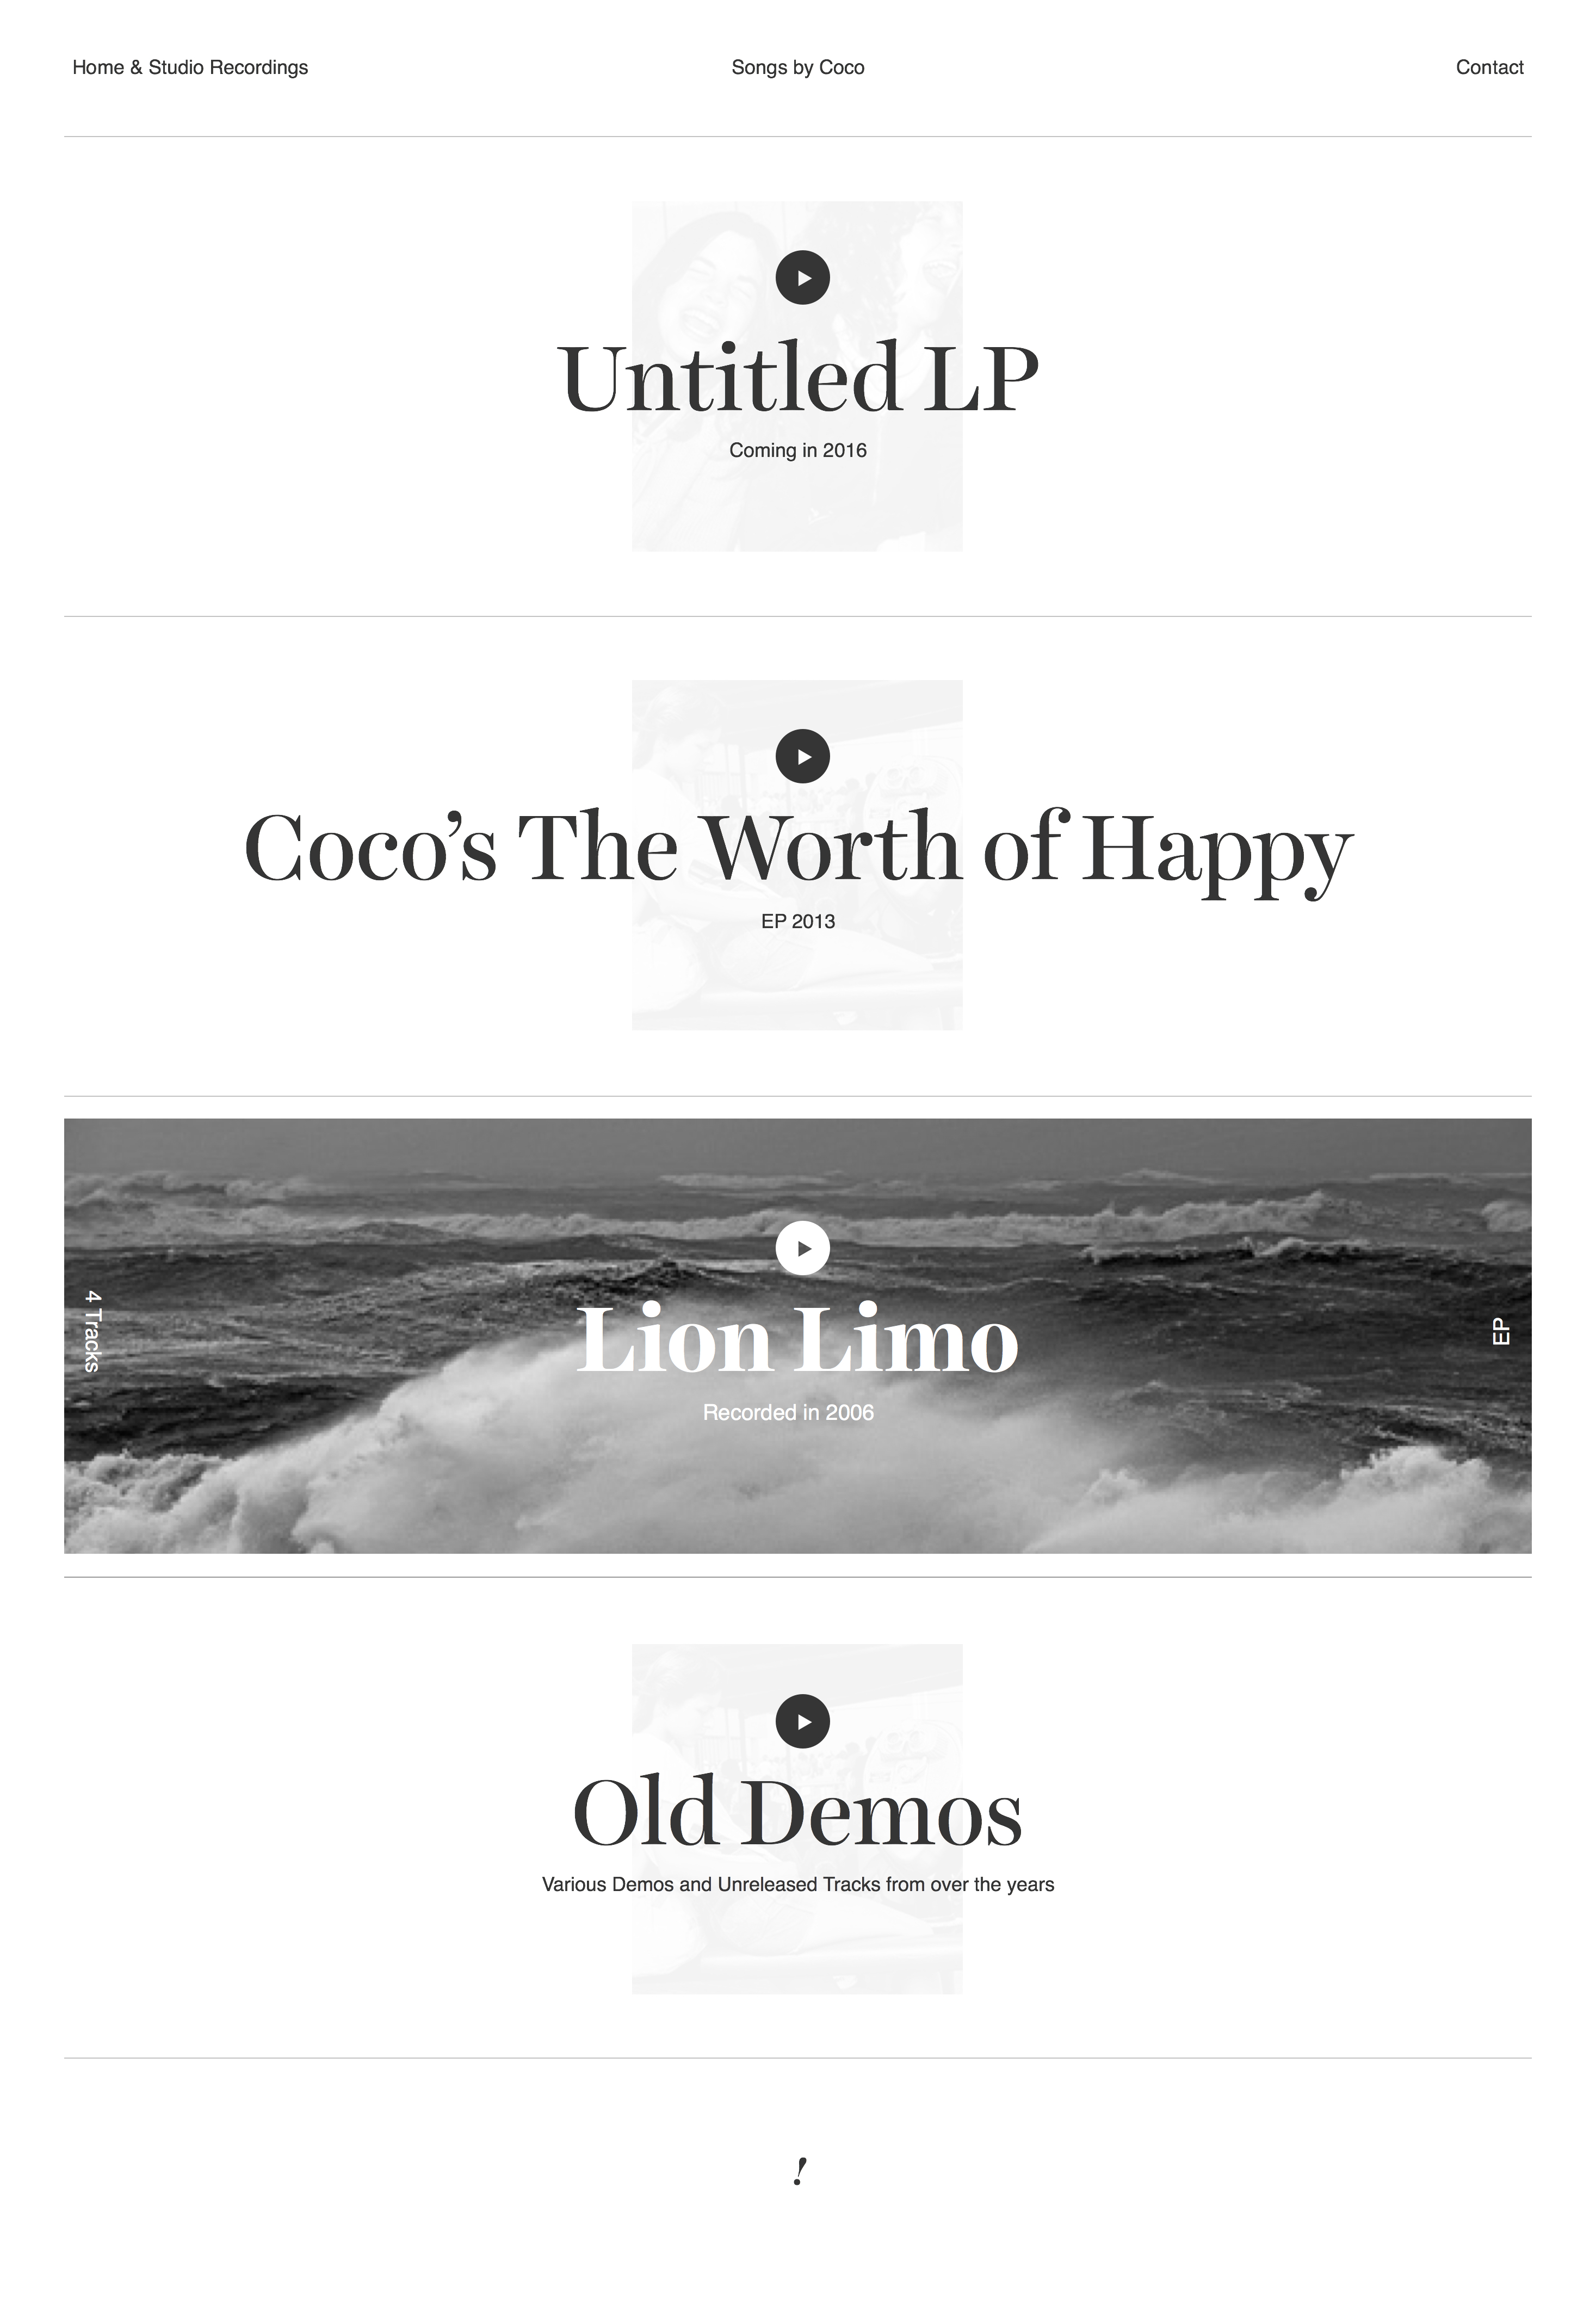 Home & Studio Recordings
Songs by Coco
Contact
Untitled LP
Coming in 2016
Coco’s The Worth of Happy
EP 2013
4 Tracks
Lion Limo
Recorded in 2006
EP
Old Demos
Various Demos and Unreleased Tracks from over the years
!